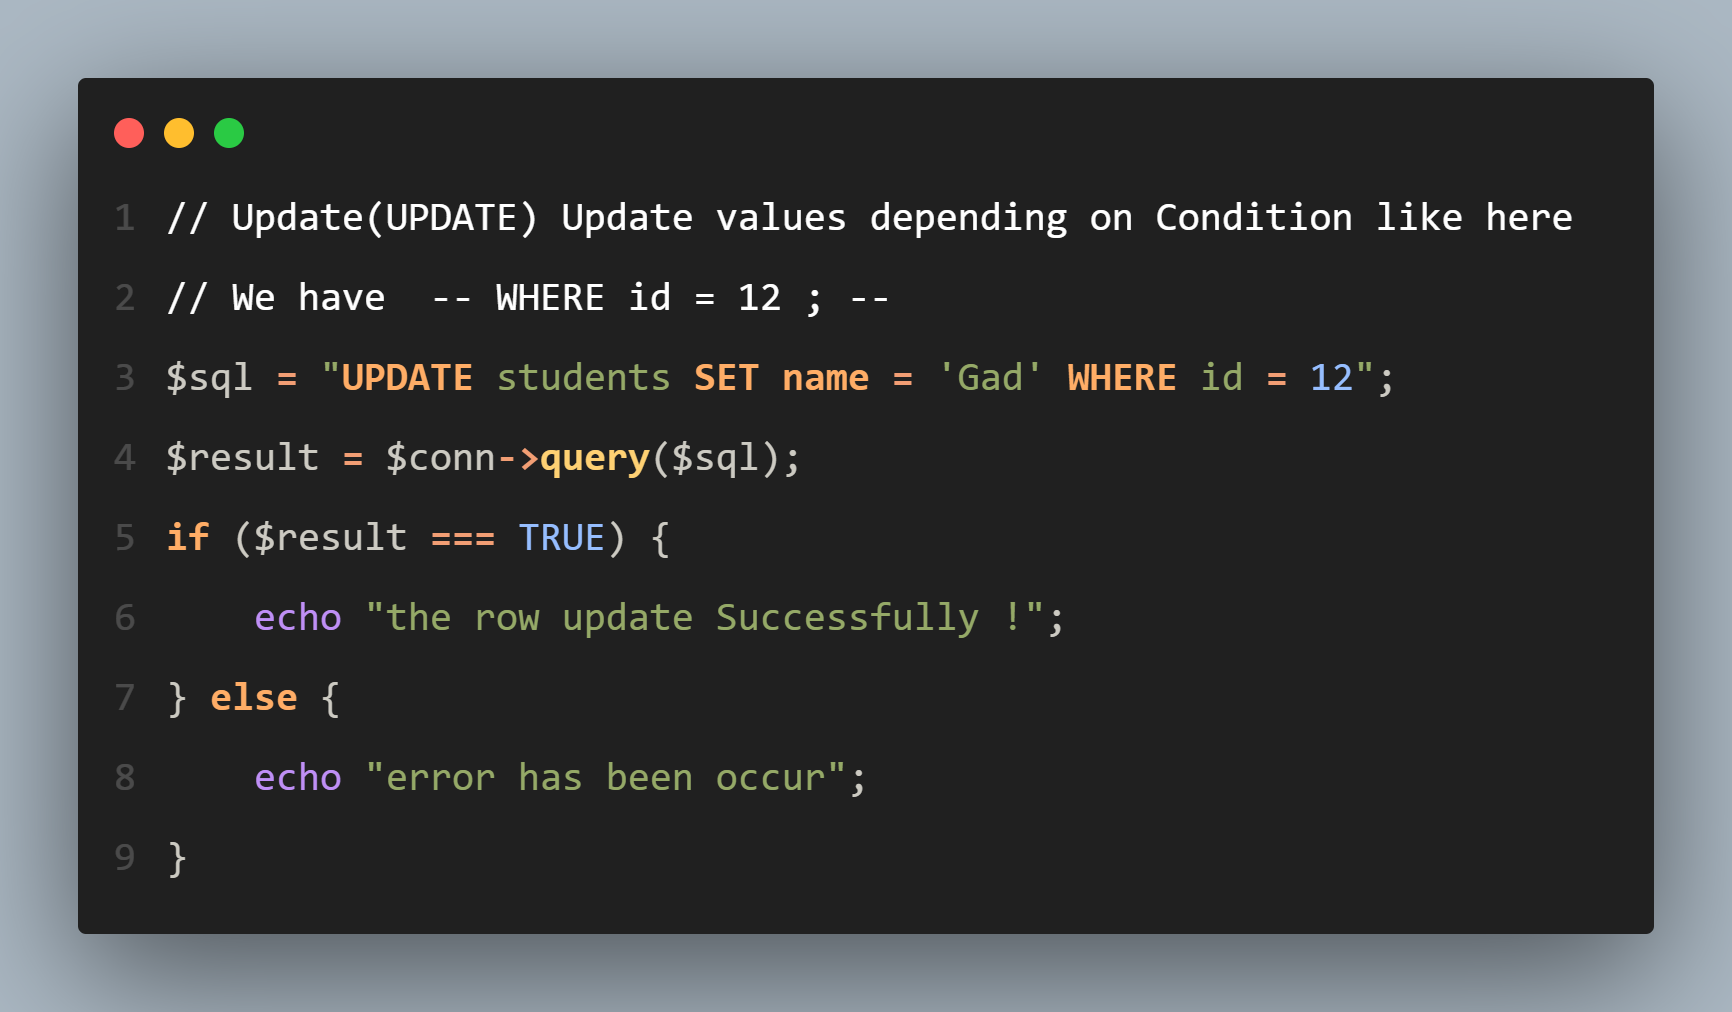 1 // Update(UPDATE) Update values depending on Condition like here
2 // We have  -- WHERE id = 12 ; --
3 $sql = "UPDATE students SET name = 'Gad' WHERE id = 12";
4 $result = $conn->query($sql);
5 if ($result === TRUE) {
6     echo "the row update Successfully !";
7 } else {
8     echo "error has been occur";
9 }